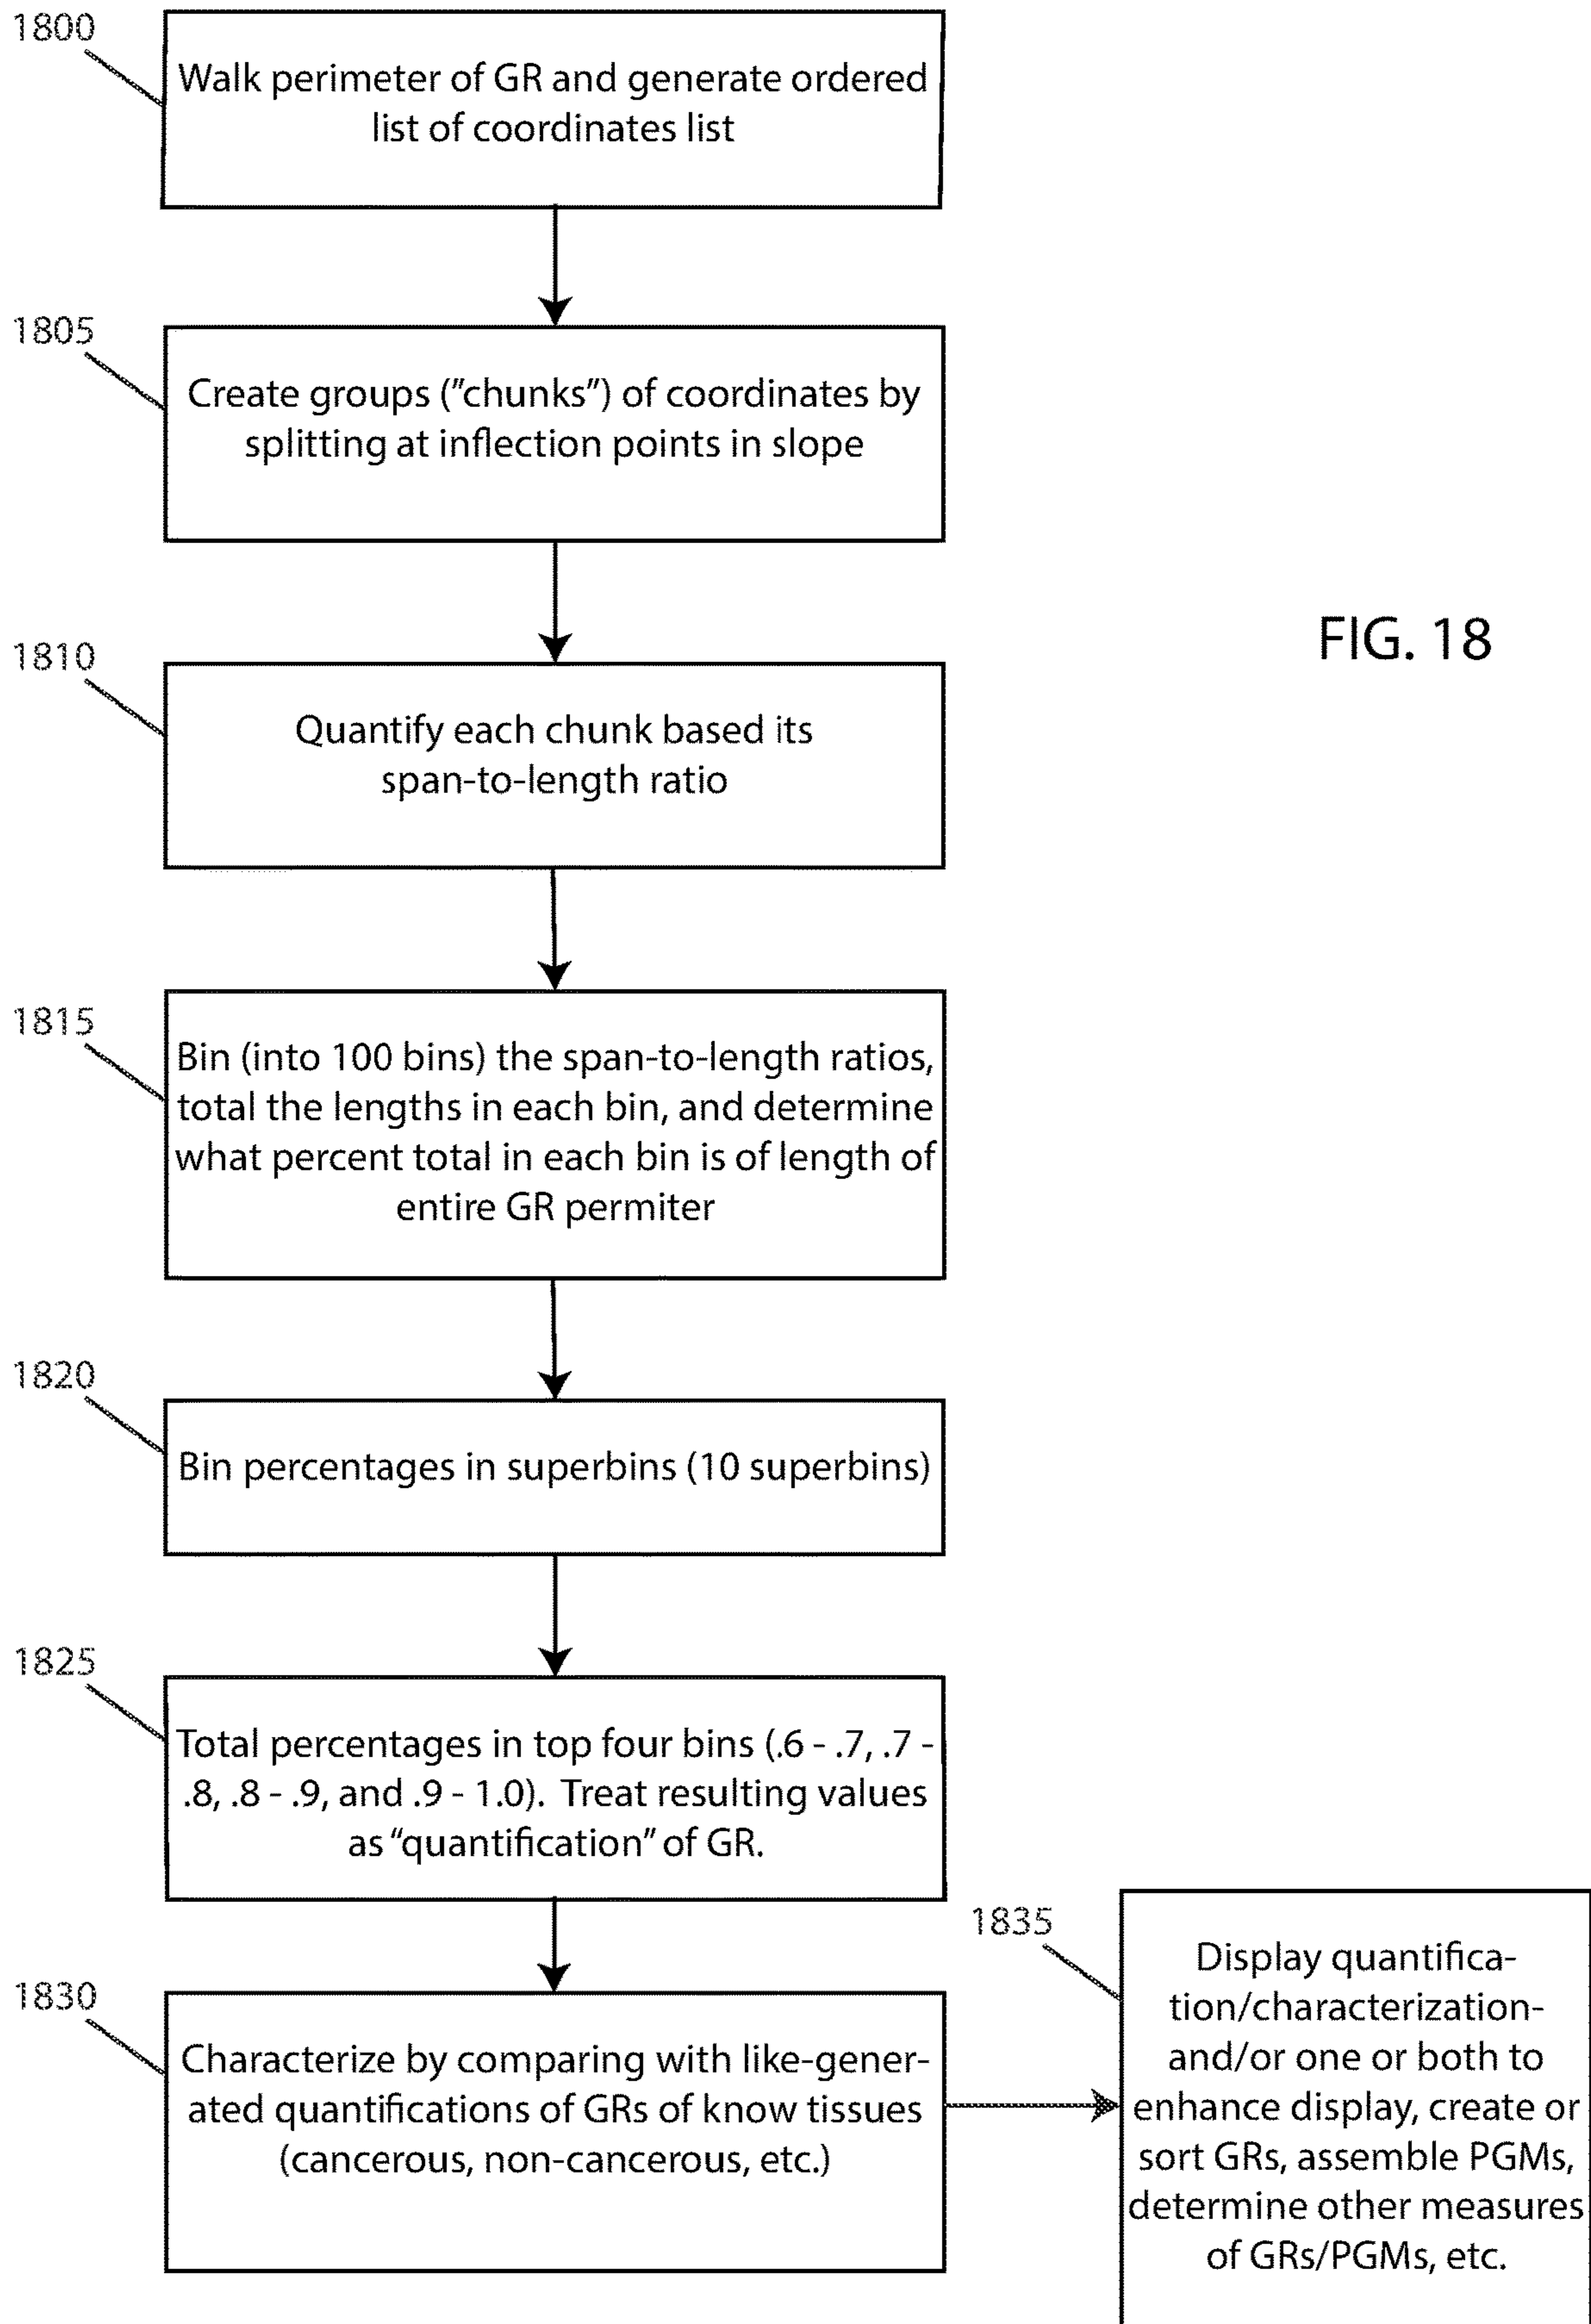 1800
Walk perimeter of GR and generate ordered
list of coordinates list
1805
Create groups ("chunks") of coordinates by
splitting at inflection points in slope
FIG. 18
1810
Quantify each chunk based its
span-to-length ratio
1815
Bin (into 100 bins) the span-to-length ratios,
total the lengths in each bin, and determine
what percent total in each bin is of length of
entire GR permiter
1820
Bin percentages in superbins (10 superbins)
1825
Total percentages in top four bins (.6 - .7, .7 -
.8, .8 - .9, and .9 - 1.0). Treat resulting values
as "quantification" of GR.
1830
Characterize by comparing with like-gener-
ated quantifications of GRs of know tissues
(cancerous, non-cancerous, etc.)
1835
Display quantifica-
tion/characterization-
and/or one or both to
enhance display, create or
sort GRs, assemble PGMs,
determine other measures
of GRs/PGMs, etc.